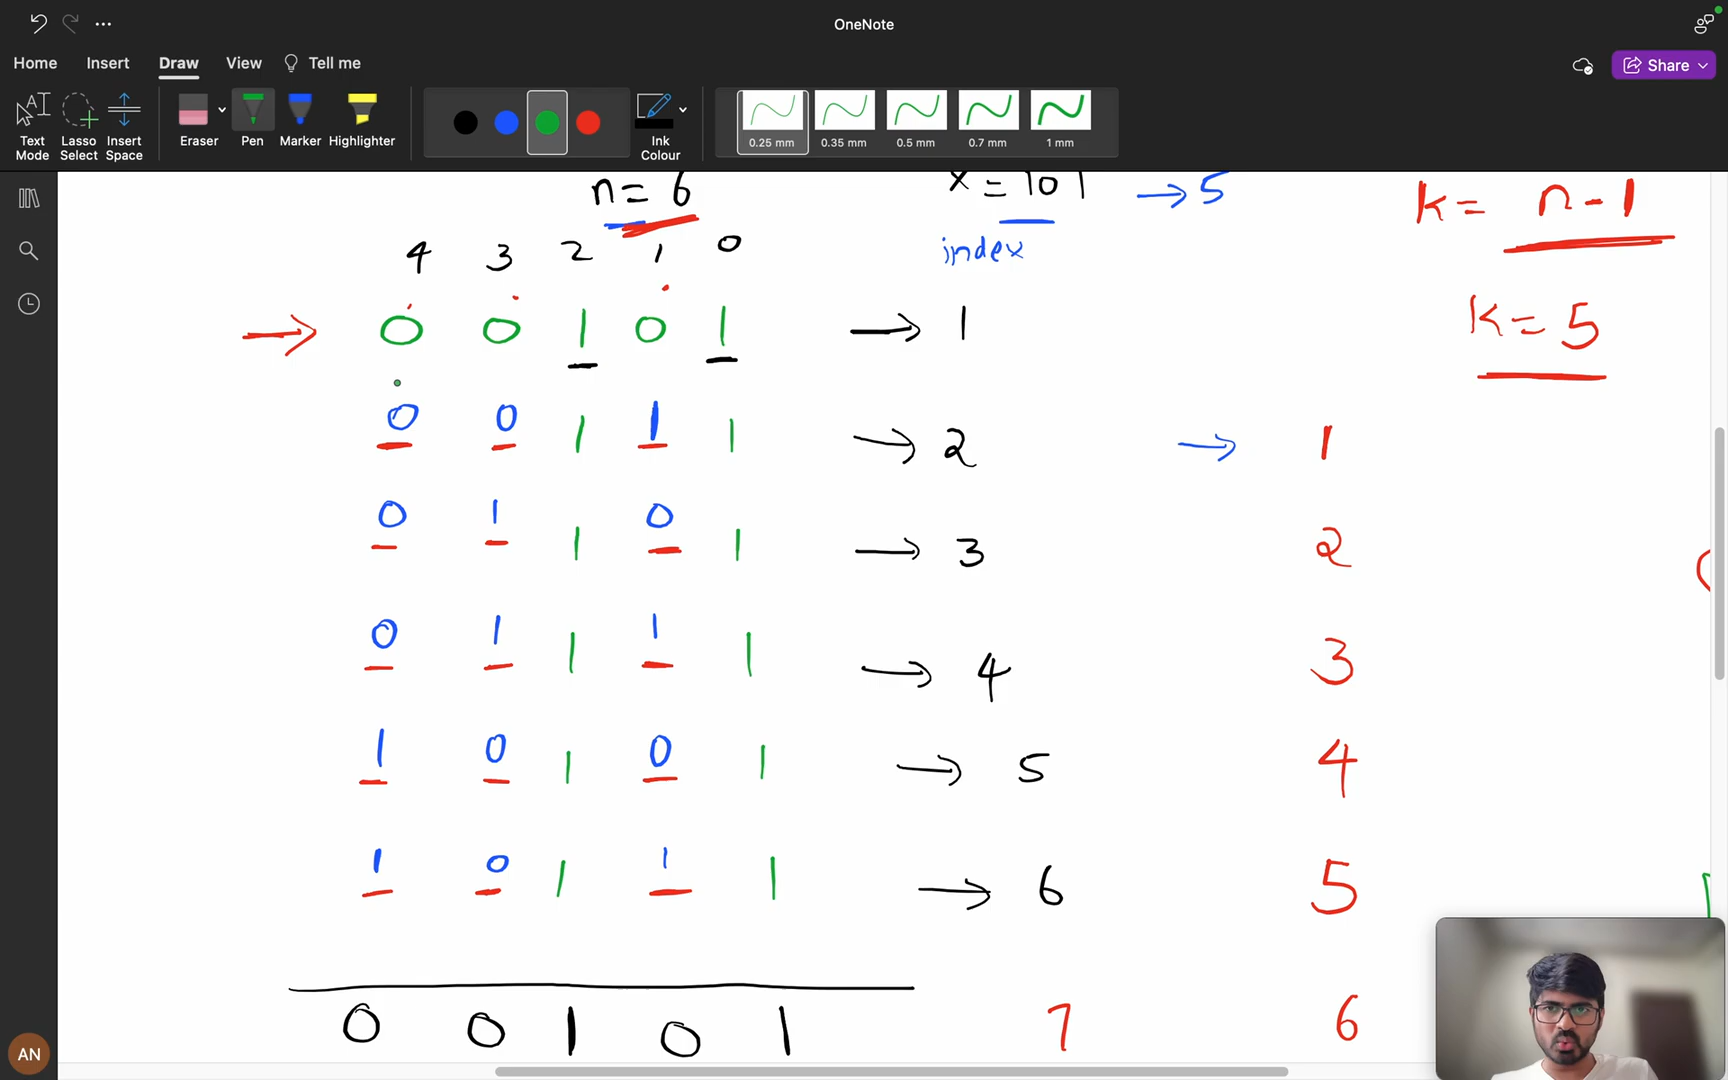 OneNote
Home Insert Draw View Tell me Share
Text Mode Lasso Select Insert Space Eraser Pen Marker Highlighter Ink Colour 0.25 mm 0.35 mm 0.5 mm 0.7 mm 1 mm
n = 6 x = 101 → 5 k = n - 1
4 3 2 1 0 index
→ 0 0 1 0 1 → 1 k = 5
0 0 1 1 1 → 2 → 1
0 1 1 0 1 → 3 2
0 1 1 1 1 → 4 3
1 0 1 0 1 → 5 4
1 0 1 1 1 → 6 5
0 0 1 0 1 7 6
AN